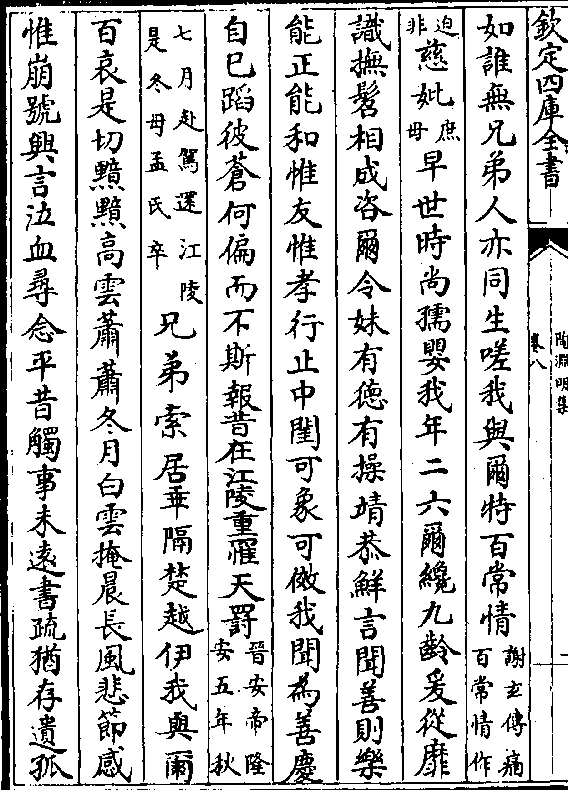 欽定四庫全書
陶淵明集
卷八
如誰無兄弟人亦同生嗟我與爾特百常情謝玄傳痛百常情作
迫非慈妣庶母早世時尚孺嬰我年二六爾纔九齡爰從靡
識撫髫相成咨爾令妹有德有操靖恭鮮言聞善則樂
能正能和惟友惟孝行止中閨可象可傚我聞為善慶
自已蹈彼蒼何偏而不斯報昔在江陵重罹天罰晉安帝隆安五年秋
七月赴駕還江陵是冬母孟氏卒兄弟索居乖隔楚越伊我與爾
百哀是切黯黯高雲蕭蕭冬月白雲掩晨長風悲節感
惟崩號興言泣血尋念平昔觸事未遠書疏猶存遺孤